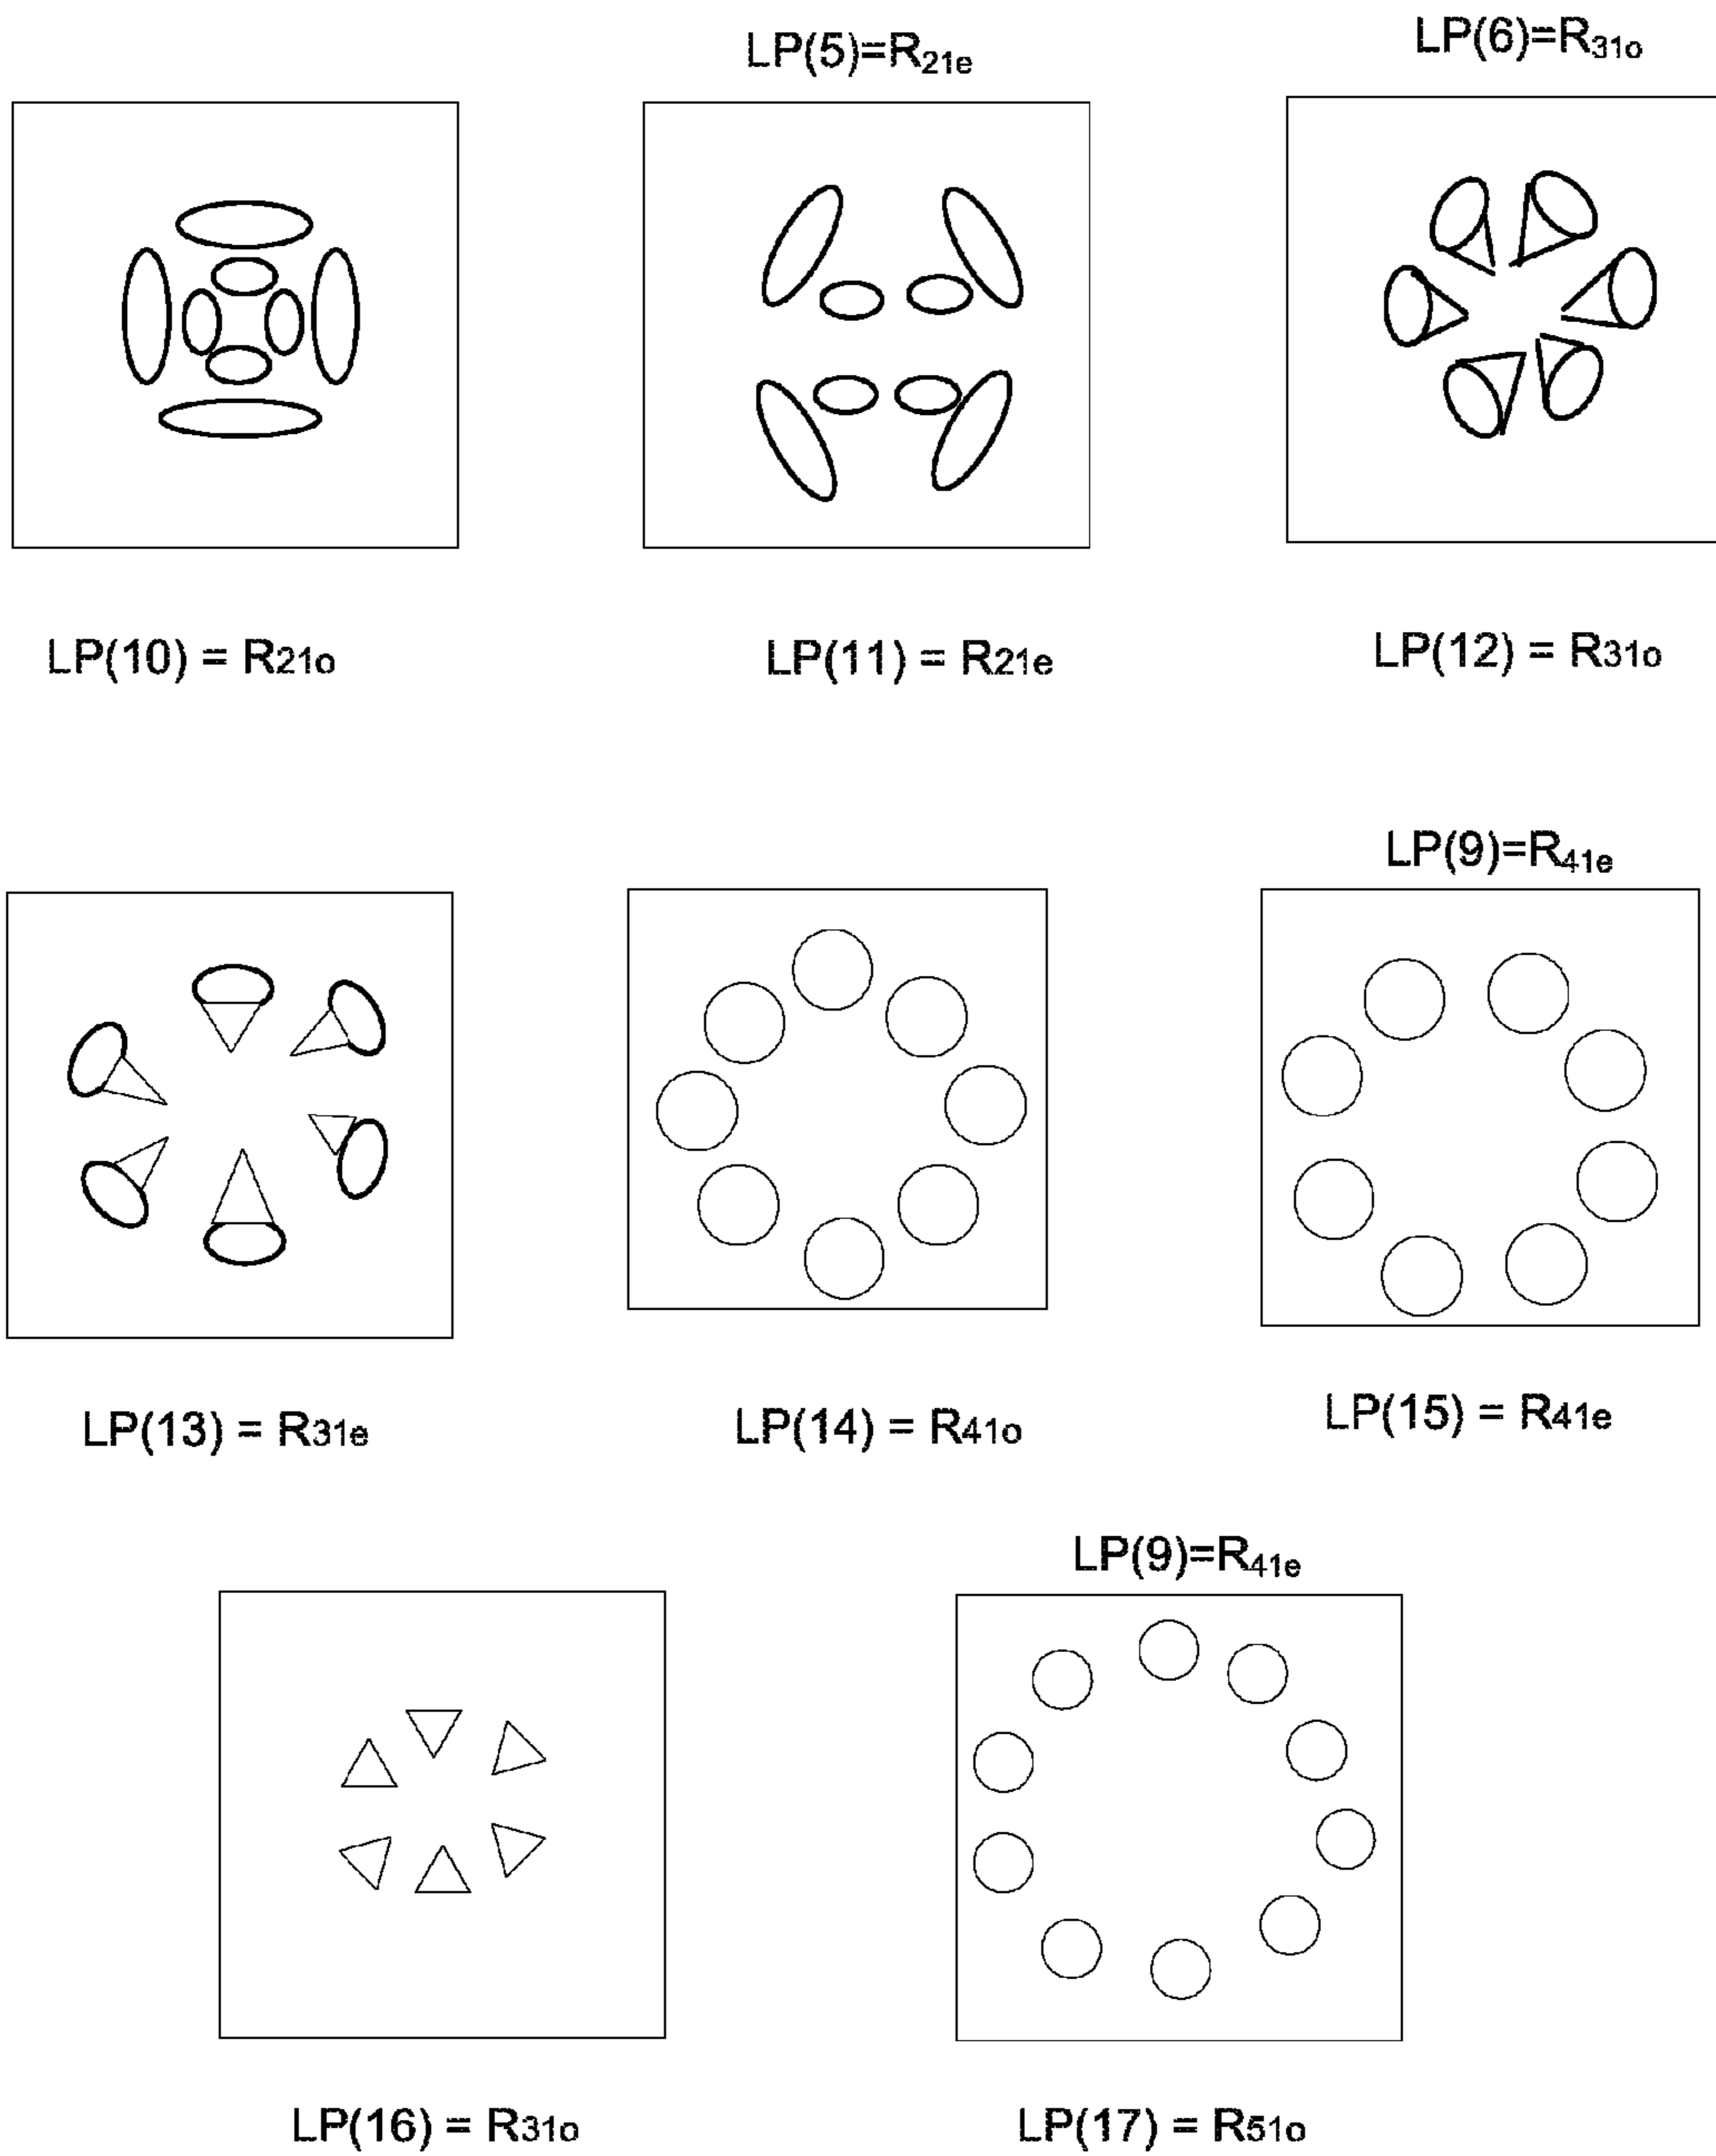 LP(5)=R21e
LP(6)=R31o
LP(10) = R21o
LP(11) = R21e
LP(12) = R31o
LP(9)=R41e
LP(13) = R31e
LP(14) = R41o
LP(15) = R41e
LP(9)=R41e
LP(16) = R31o
LP(17) = R51o